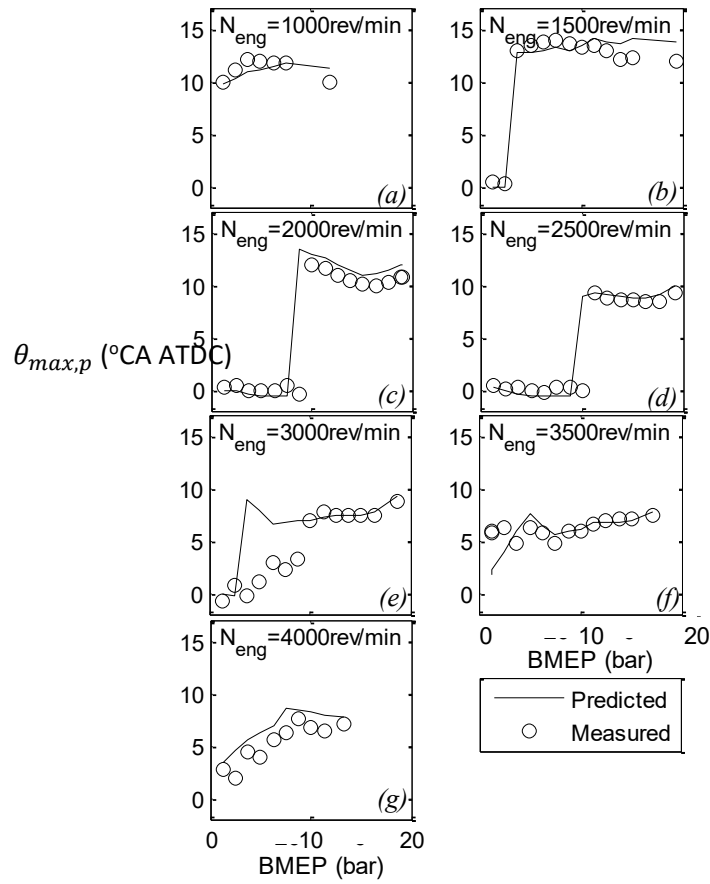 N_eng=1000rev/min
N_eng=1500rev/min
15
10
5
0
15
10
5
0
(a)
(b)
N_eng=2000rev/min
N_eng=2500rev/min
15
10
5
0
15
10
5
0
(c)
(d)
θ_max,p (°CA ATDC)
N_eng=3000rev/min
N_eng=3500rev/min
15
10
5
0
15
10
5
0
(e)
(f)
0 10 20
BMEP (bar)
N_eng=4000rev/min
15
10
5
0
(g)
0 10 20
BMEP (bar)
Predicted
Measured